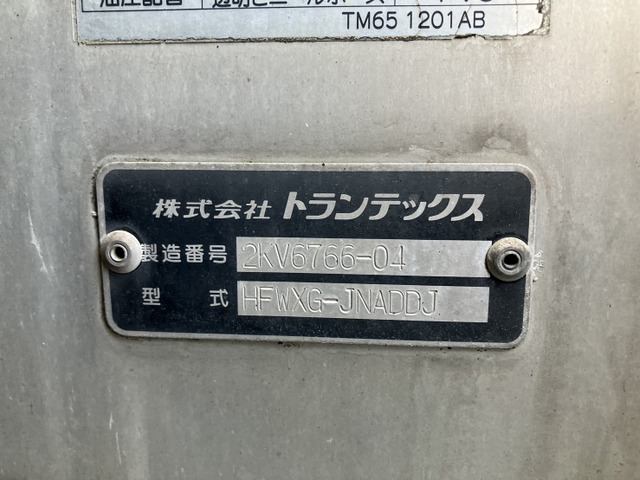 TM65 1201AB
株式会社 トランテックス
製造番号 2KV6766-04
型 式 HFWXG-JNADDJ